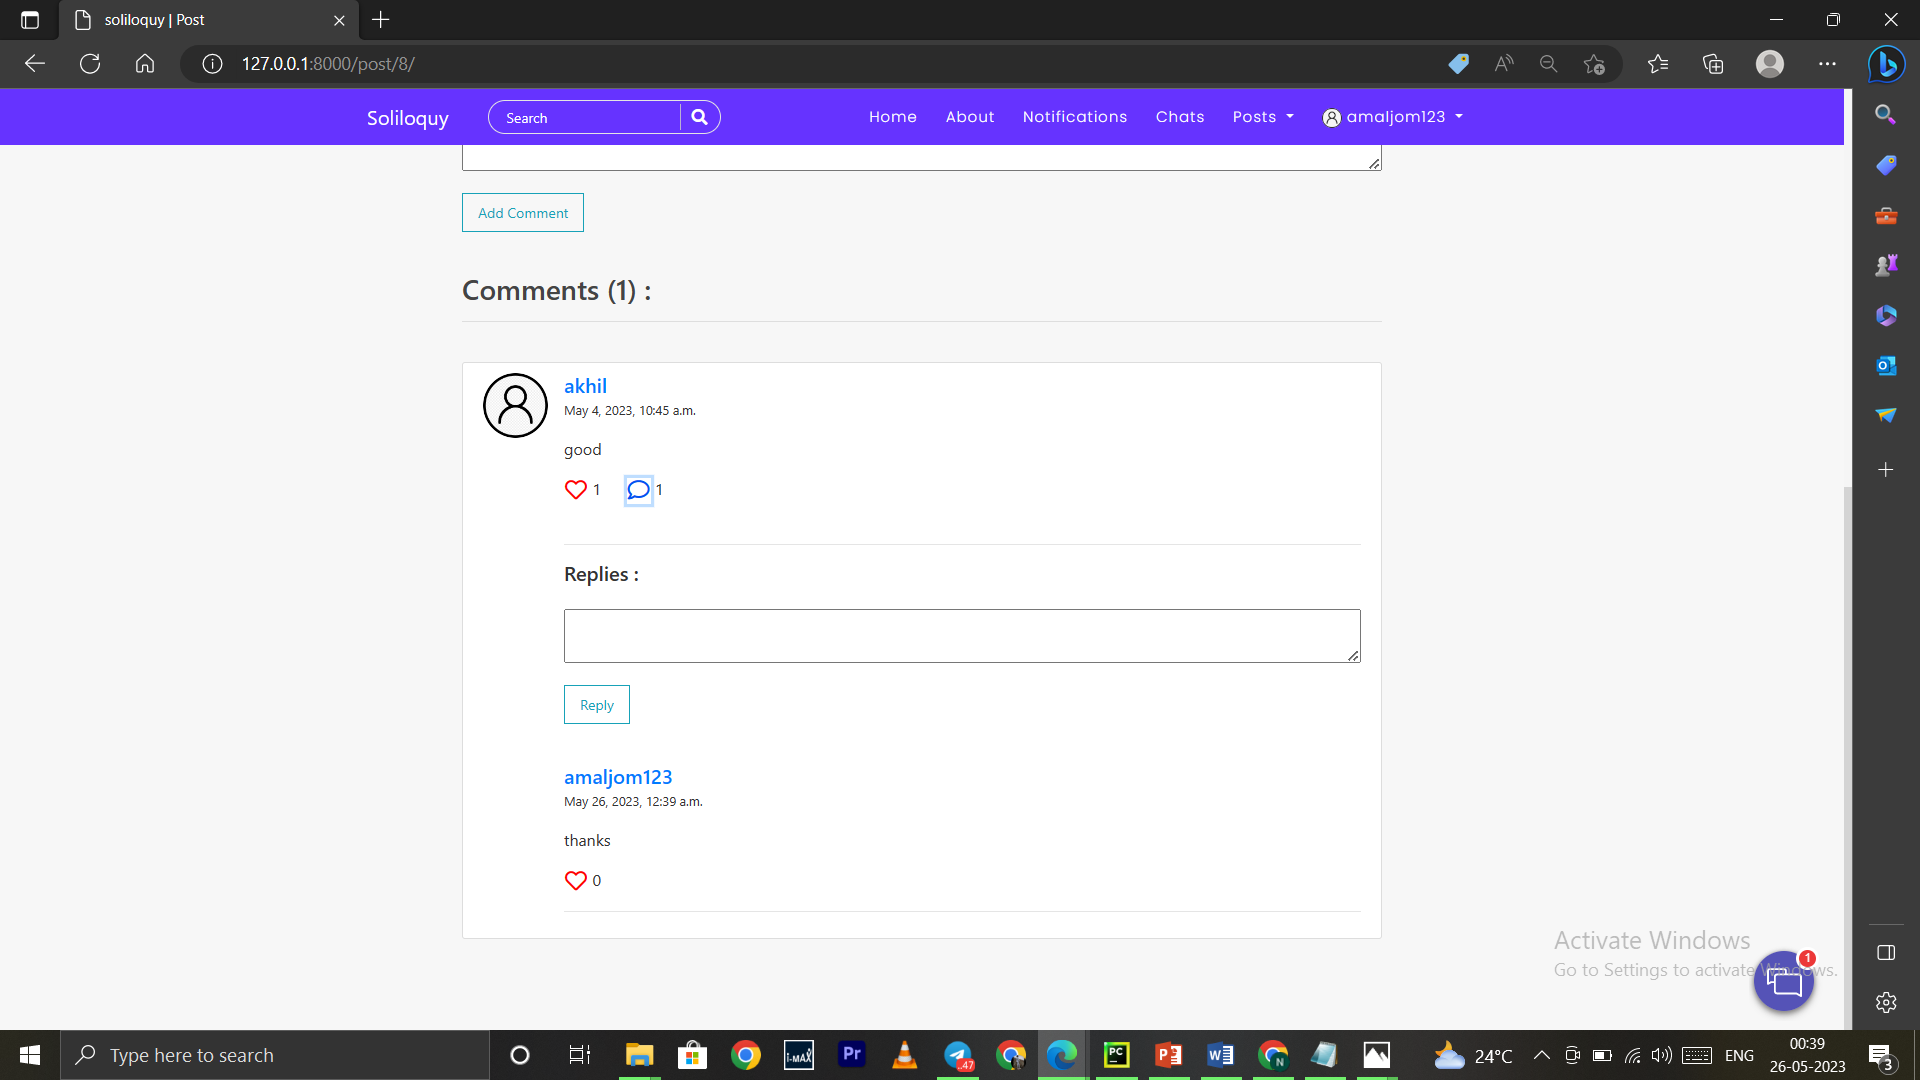 soliloquy | Post
127.0.0.1:8000/post/8/
Soliloquy
Search
Home
About
Notifications
Chats
Posts
amaljom123
Add Comment
Comments (1) :
akhil
May 4, 2023, 10:45 a.m.
good
1
1
Replies :
Reply
amaljom123
May 26, 2023, 12:39 a.m.
thanks
0
Activate Windows
Go to Settings to activate Windows.
1
Type here to search
i-MAX
Pr
47
PC
P
W
N
24°C
ENG
00:39
26-05-2023
3